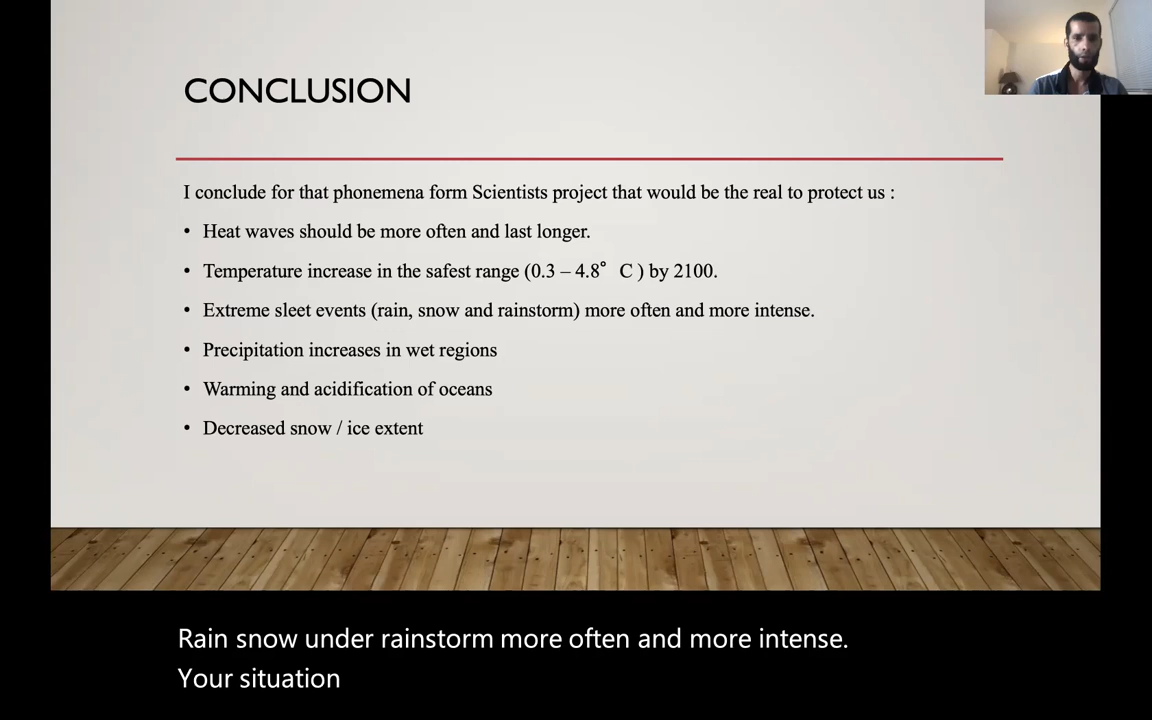 CONCLUSION
I conclude for that phonemena form Scientists project that would be the real to protect us :
• Heat waves should be more often and last longer.
• Temperature increase in the safest range (0.3 – 4.8° C ) by 2100.
• Extreme sleet events (rain, snow and rainstorm) more often and more intense.
• Precipitation increases in wet regions
• Warming and acidification of oceans
• Decreased snow / ice extent
Rain snow under rainstorm more often and more intense.
Your situation